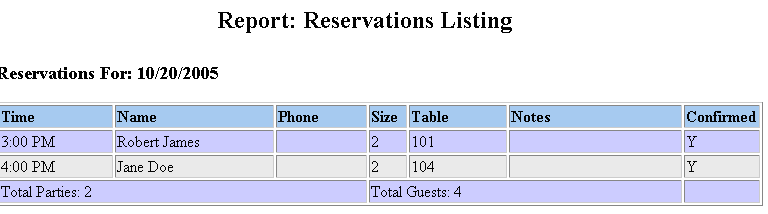 Report: Reservations Listing
Reservations For: 10/20/2005
Time Name Phone Size Table Notes Confirmed
3:00 PM Robert James 2 101 Y
4:00 PM Jane Doe 2 104 Y
Total Parties: 2 Total Guests: 4